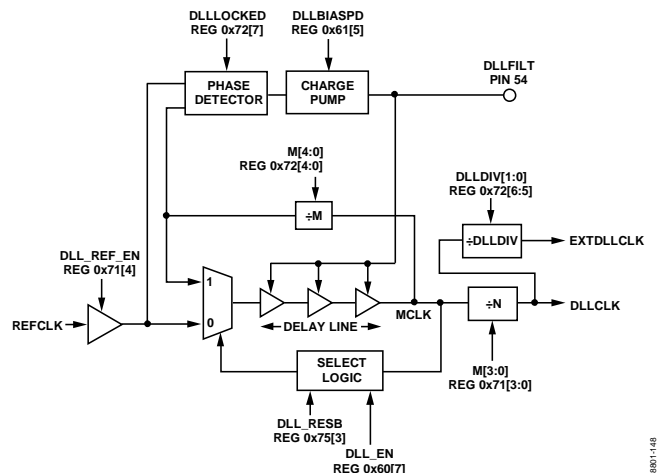 DLLLOCKED
REG 0x72[7]
DLLBIASPD
REG 0x61[5]
DLLFILT
PIN 54
PHASE
DETECTOR
CHARGE
PUMP
M[4:0]
REG 0x72[4:0]
DLLDIV[1:0]
REG 0x72[6:5]
÷M
÷DLLDIV
EXTDLLCLK
DLL_REF_EN
REG 0x71[4]
1
0
REFCLK
DELAY LINE
MCLK
÷N
DLLCLK
SELECT
LOGIC
M[3:0]
REG 0x71[3:0]
DLL_RESB
REG 0x75[3]
DLL_EN
REG 0x60[7]
8801-148